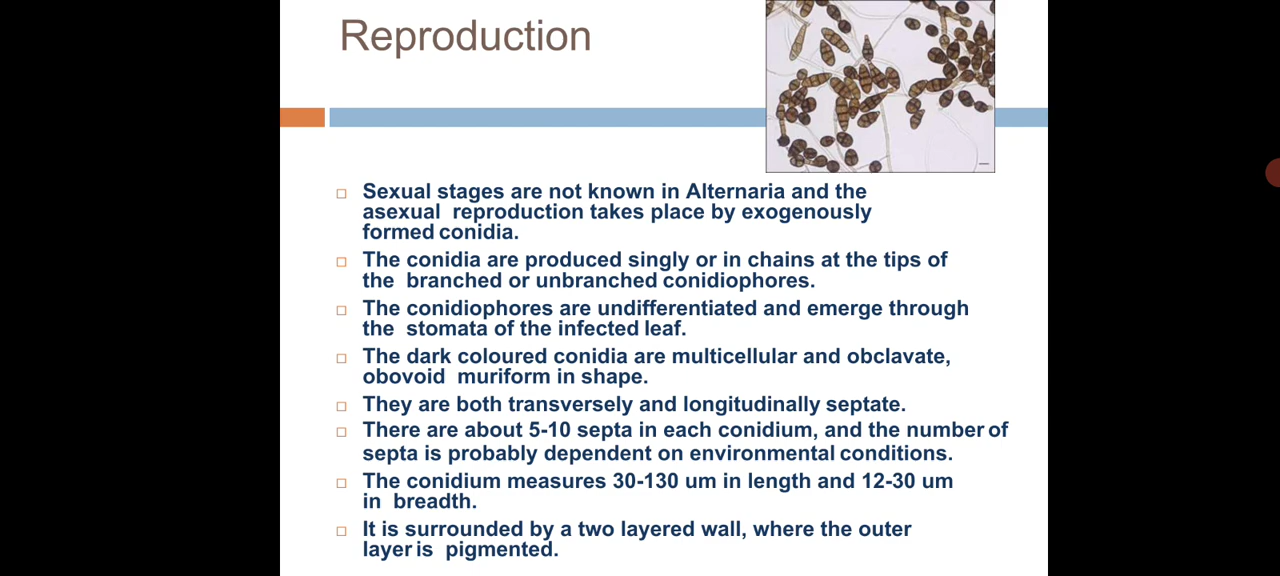 Reproduction
Sexual stages are not known in Alternaria and the
asexual reproduction takes place by exogenously
formed conidia.
The conidia are produced singly or in chains at the tips of
the branched or unbranched conidiophores.
The conidiophores are undifferentiated and emerge through
the stomata of the infected leaf.
The dark coloured conidia are multicellular and obclavate,
obovoid muriform in shape.
They are both transversely and longitudinally septate.
There are about 5-10 septa in each conidium, and the number of
septa is probably dependent on environmental conditions.
The conidium measures 30-130 um in length and 12-30 um
in breadth.
It is surrounded by a two layered wall, where the outer
layer is pigmented.